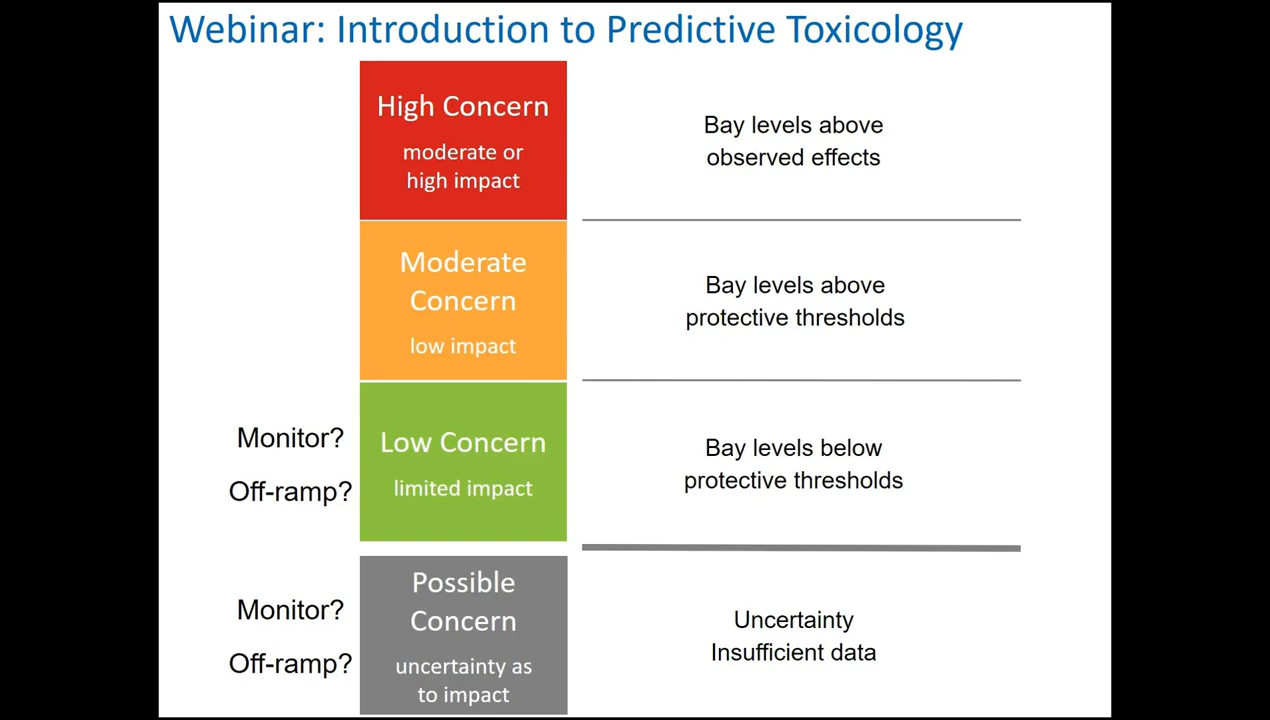 Webinar: Introduction to Predictive Toxicology
High Concern
moderate or
high impact
Bay levels above
observed effects
Moderate
Concern
low impact
Bay levels above
protective thresholds
Monitor?
Off-ramp?
Low Concern
limited impact
Bay levels below
protective thresholds
Monitor?
Off-ramp?
Possible
Concern
uncertainty as
to impact
Uncertainty
Insufficient data